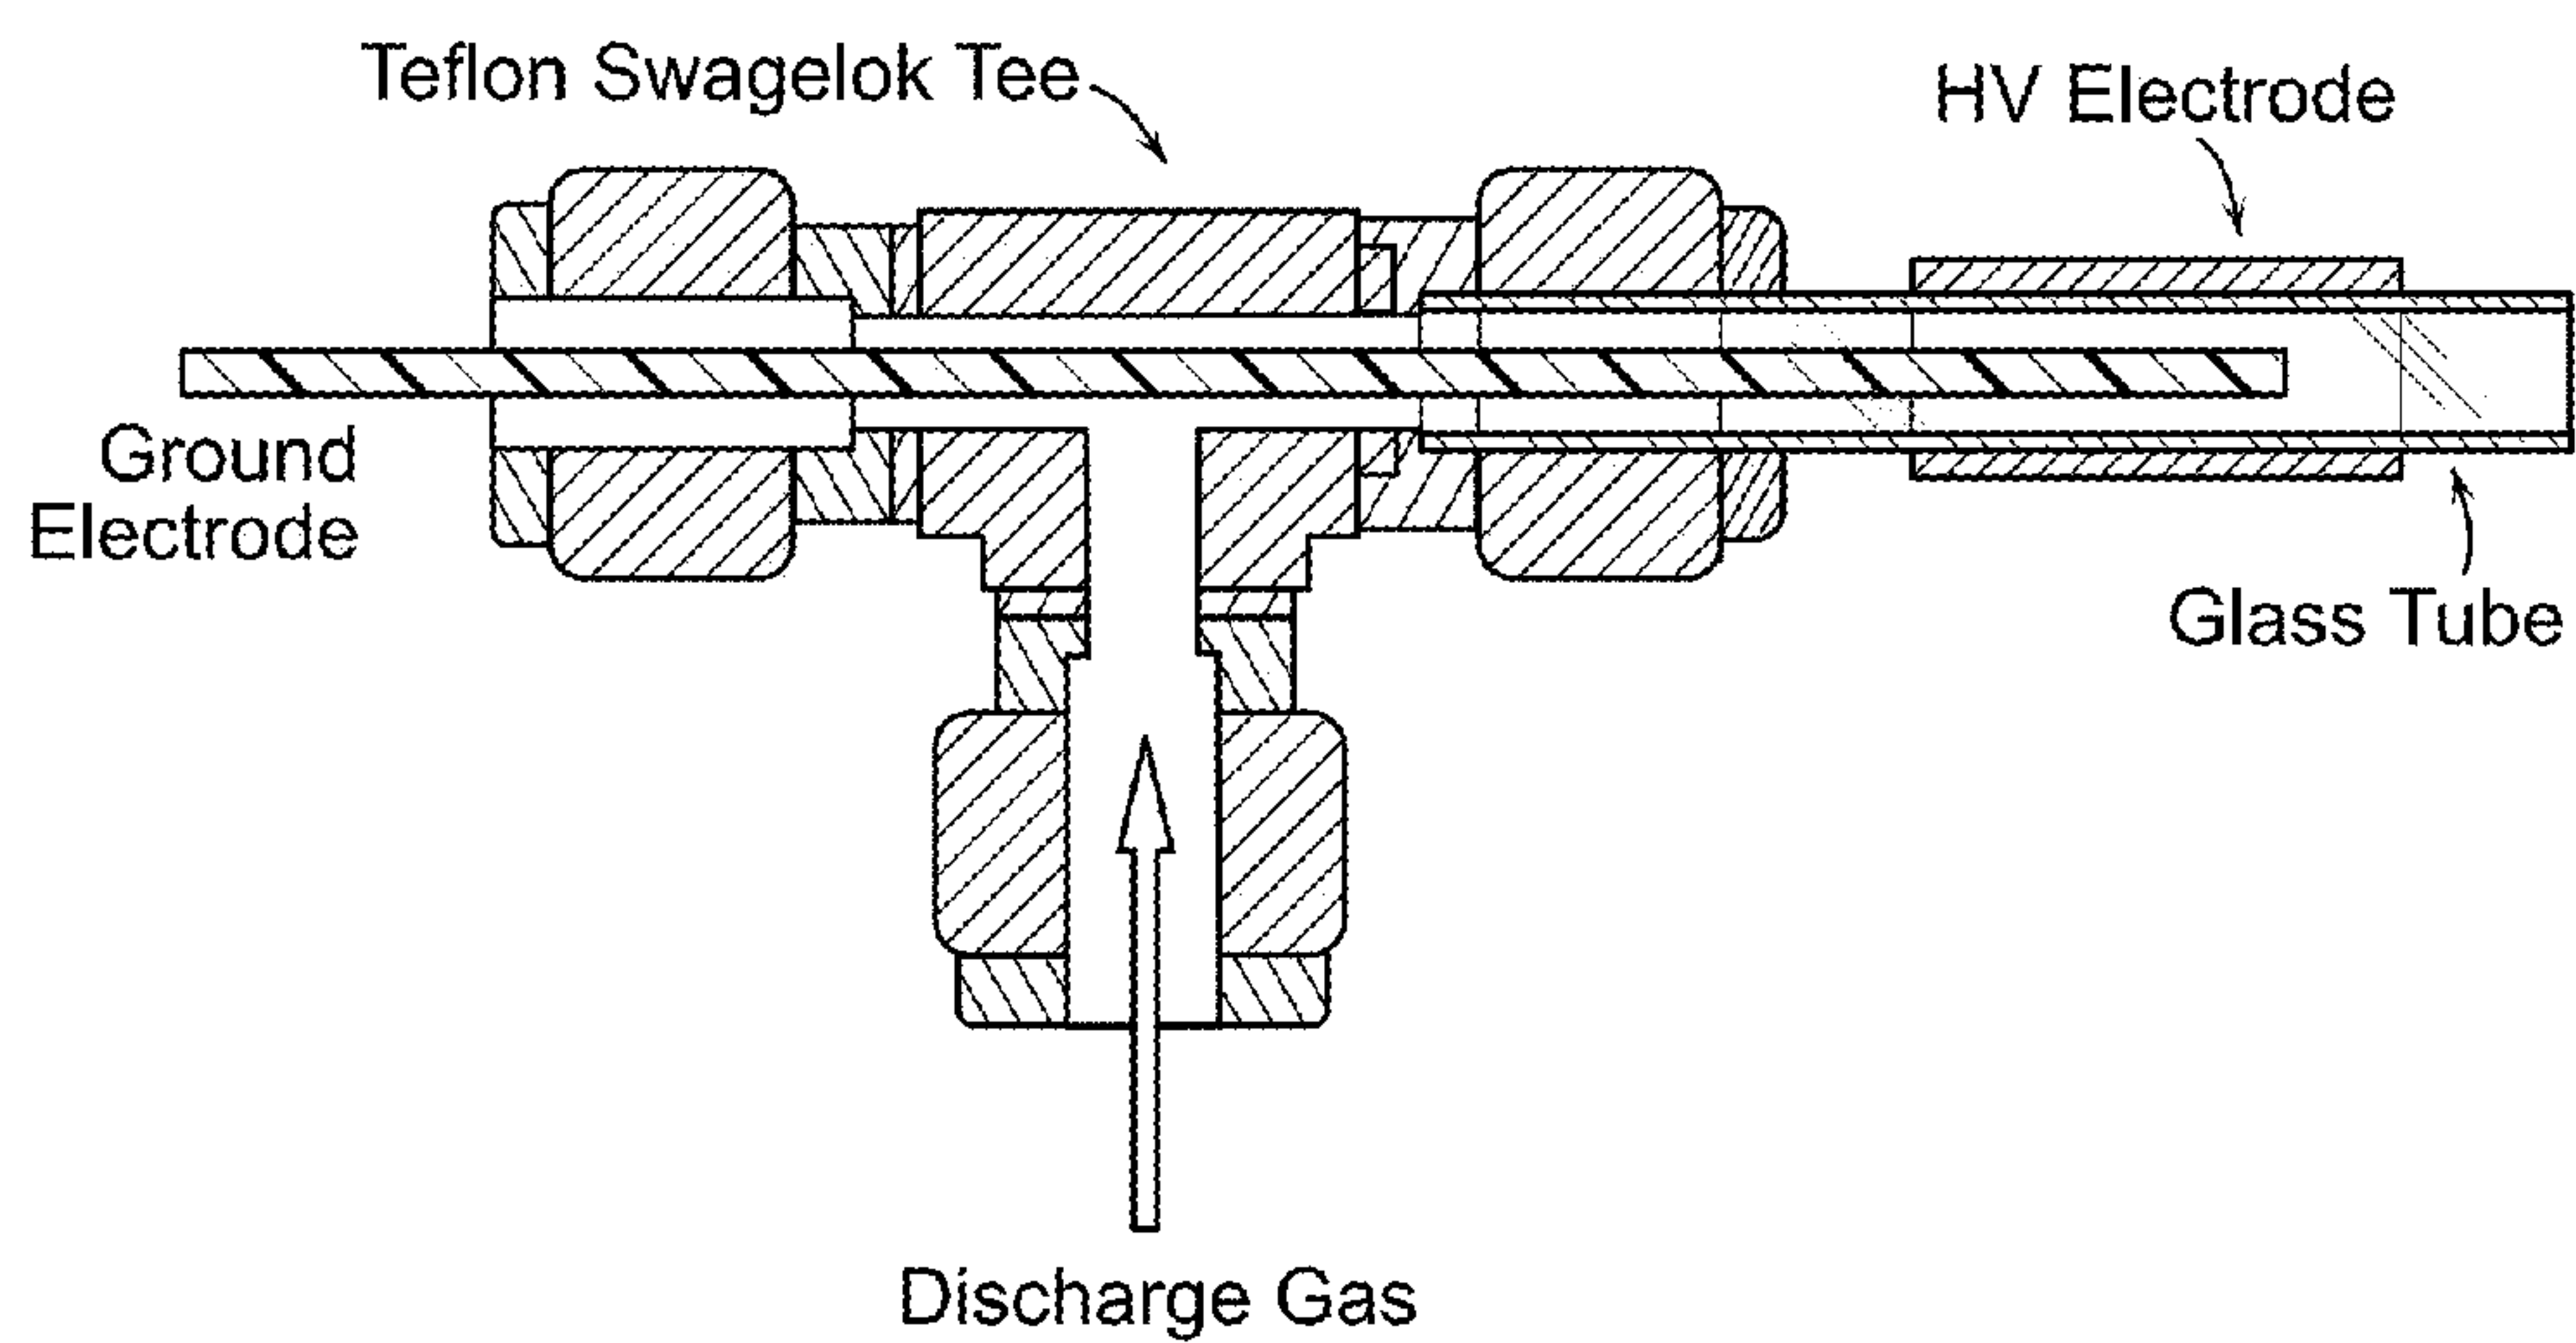 Teflon Swagelok Tee
HV Electrode
Ground
Electrode
Glass Tube
Discharge Gas